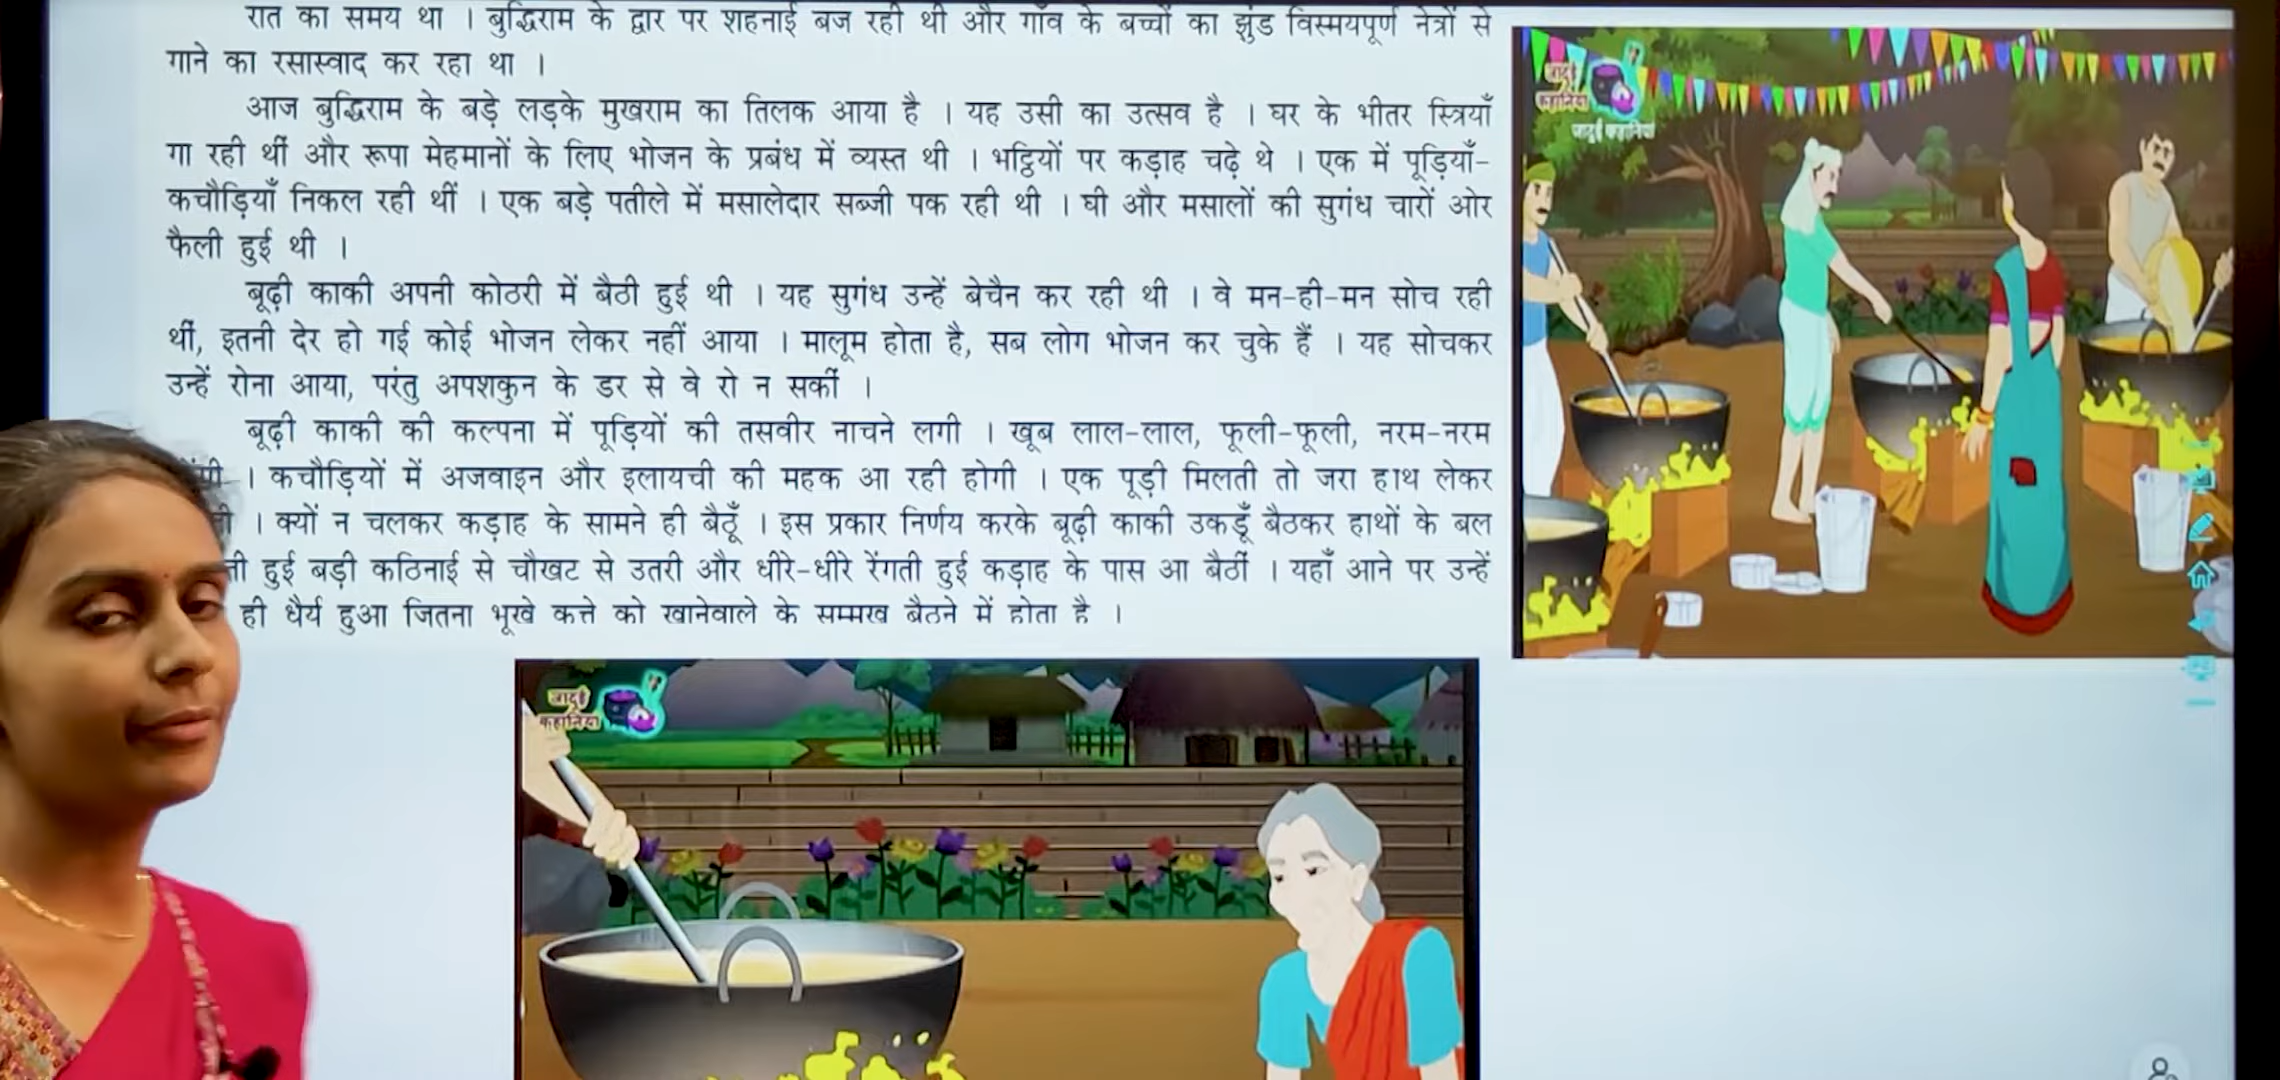 रात का समय था । बुद्धिराम के द्वार पर शहनाई बज रही थी और गाँव के बच्चों का झुंड विस्मयपूर्ण नेत्रों से
गाने का रसास्वाद कर रहा था ।
आज बुद्धिराम के बड़े लड़के मुखराम का तिलक आया है । यह उसी का उत्सव है । घर के भीतर स्त्रियाँ
गा रही थीं और रूपा मेहमानों के लिए भोजन के प्रबंध में व्यस्त थी । भट्ठियों पर कड़ाह चढ़े थे । एक में पूड़ियाँ-
कचौड़ियाँ निकल रही थीं । एक बड़े पतीले में मसालेदार सब्जी पक रही थी । घी और मसालों की सुगंध चारों ओर
फैली हुई थी ।
बूढ़ी काकी अपनी कोठरी में बैठी हुई थी । यह सुगंध उन्हें बेचैन कर रही थी । वे मन-ही-मन सोच रही
थीं, इतनी देर हो गई कोई भोजन लेकर नहीं आया । मालूम होता है, सब लोग भोजन कर चुके हैं । यह सोचकर
उन्हें रोना आया, परंतु अपशकुन के डर से वे रो न सकीं ।
बूढ़ी काकी की कल्पना में पूड़ियों की तसवीर नाचने लगी । खूब लाल-लाल, फूली-फूली, नरम-नरम
। कचौड़ियों में अजवाइन और इलायची की महक आ रही होगी । एक पूड़ी मिलती तो जरा हाथ लेकर
। क्यों न चलकर कड़ाह के सामने ही बैठूँ । इस प्रकार निर्णय करके बूढ़ी काकी उकड़ूँ बैठकर हाथों के बल
हुई बड़ी कठिनाई से चौखट से उतरी और धीरे-धीरे रेंगती हुई कड़ाह के पास आ बैठीं । यहाँ आने पर उन्हें
ही धैर्य हुआ जितना भूखे कुत्ते को खानेवाले के सम्मुख बैठने में होता है ।
जादुई
कहानियां
जादुई कहानियां
जादुई
कहानियां